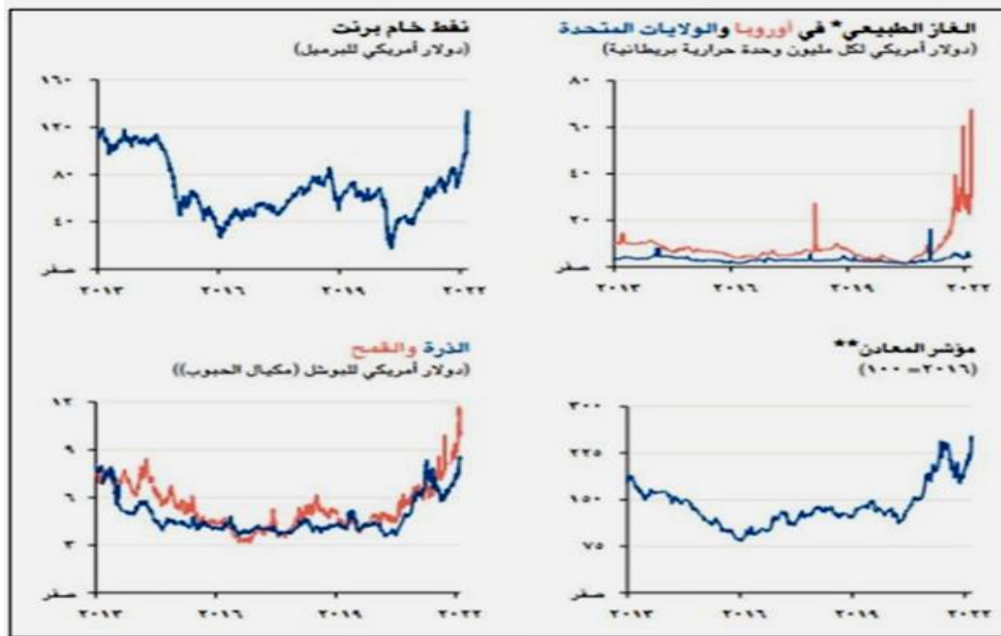 الغاز الطبيعي* في أوروبا والولايات المتحدة
(دولار أمريكي لكل مليون وحدة حرارية بريطانية)
٨٠
٦٠
٤٠
٢٠
صفر
٢٠١٣ ٢٠١٦ ٢٠١٩ ٢٠٢٢
نفط خام برنت
(دولار أمريكي للبرميل)
١٦٠
١٢٠
٨٠
٤٠
صفر
٢٠١٣ ٢٠١٦ ٢٠١٩ ٢٠٢٢
مؤشر المعادن**
(٢٠١٦= ١٠٠)
٣٠٠
٢٢٥
١٥٠
٧٥
صفر
٢٠١٣ ٢٠١٦ ٢٠١٩ ٢٠٢٢
الذرة والقمح
(دولار أمريكي للبوشل (مكيال الحبوب))
١٢
٩
٦
٣
صفر
٢٠١٣ ٢٠١٦ ٢٠١٩ ٢٠٢٢